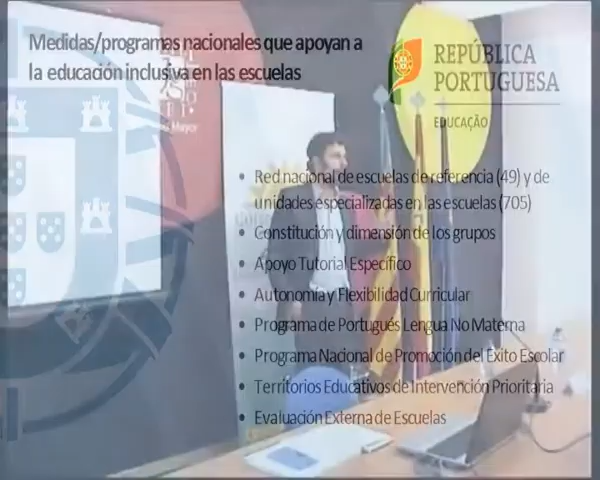 Medidas/programas nacionales que apoyan a
la educación inclusiva en las escuelas
REPÚBLICA
PORTUGUESA
EDUCAÇÃO
• Red nacional de escuelas de referencia (49) y de
unidades especializadas en las escuelas (705)
• Constitución y dimensión de los grupos
• Apoyo Tutorial Específico
• Autonomía y Flexibilidad Curricular
• Programa de Portugués Lengua No Materna
• Programa Nacional de Promoción del Éxito Escolar
• Territorios Educativos de Intervención Prioritaria
• Evaluación Externa de Escuelas